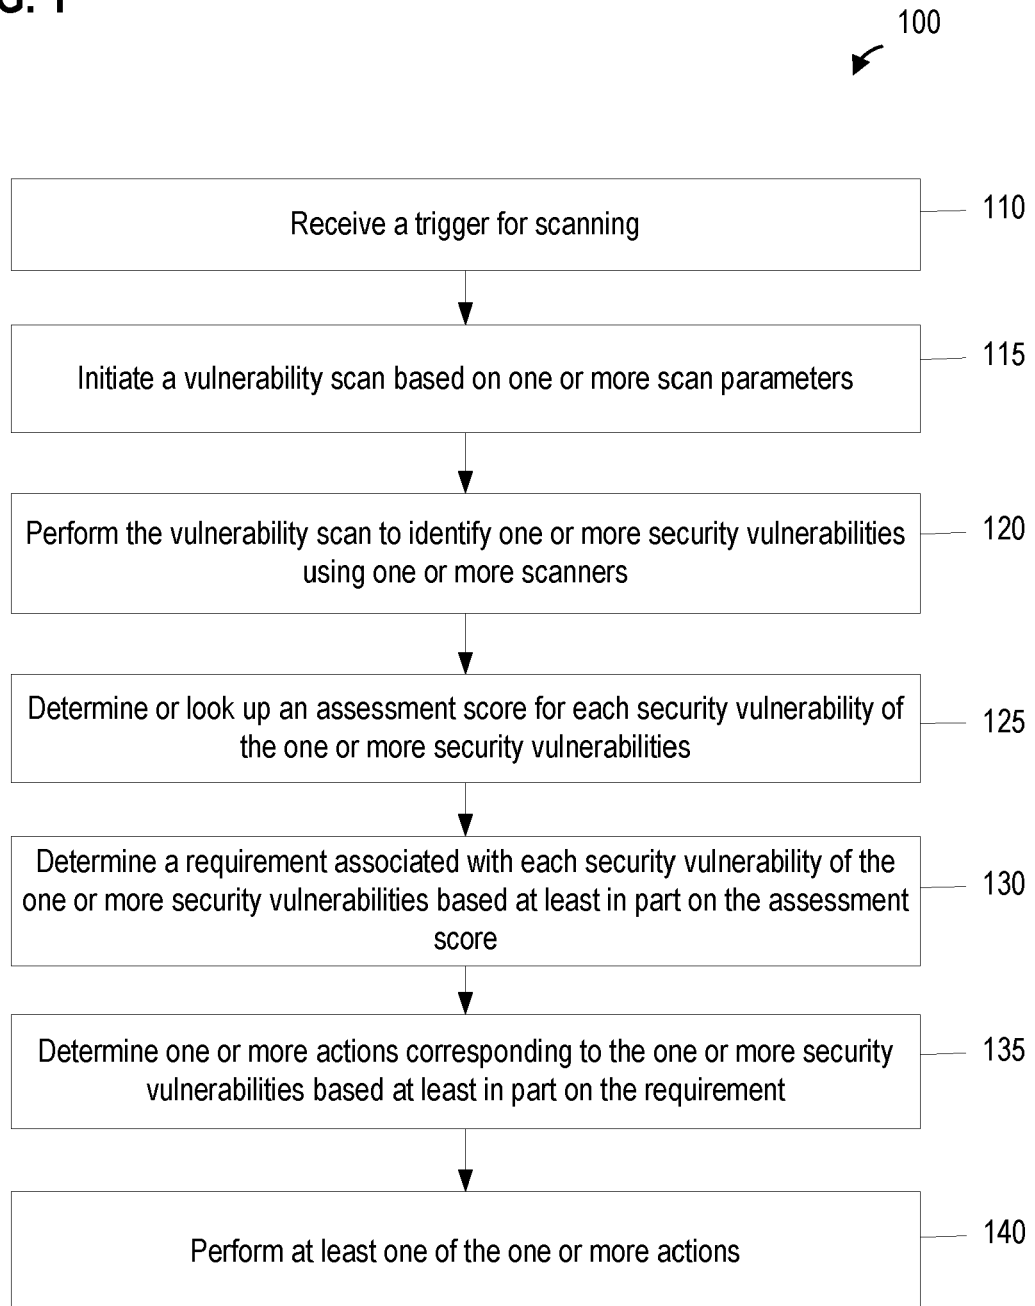 G. 1
100
Receive a trigger for scanning
110
Initiate a vulnerability scan based on one or more scan parameters
115
Perform the vulnerability scan to identify one or more security vulnerabilities
using one or more scanners
120
Determine or look up an assessment score for each security vulnerability of
the one or more security vulnerabilities
125
Determine a requirement associated with each security vulnerability of the
one or more security vulnerabilities based at least in part on the assessment
score
130
Determine one or more actions corresponding to the one or more security
vulnerabilities based at least in part on the requirement
135
Perform at least one of the one or more actions
140